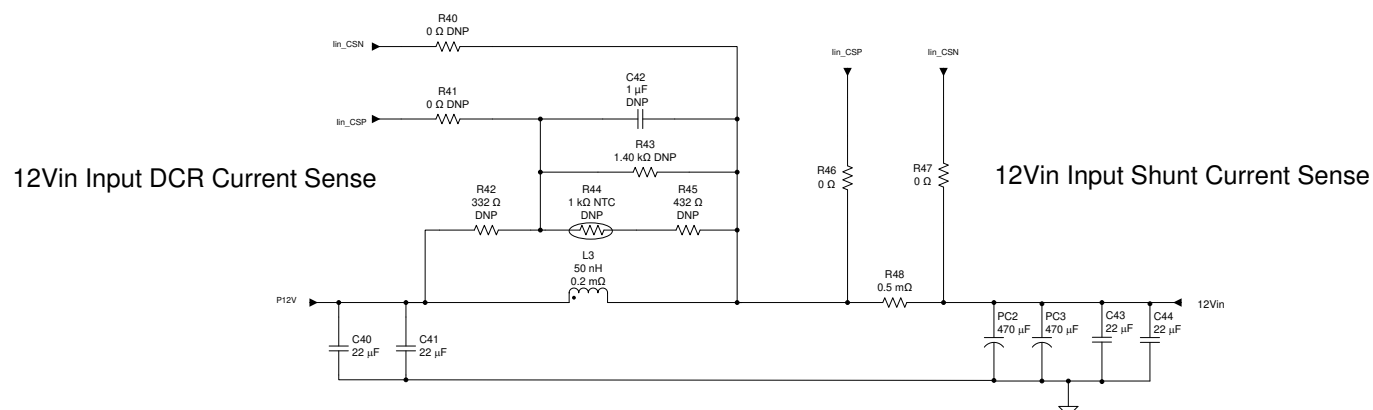 R40
0 Ω DNP
Iin_CSN
R41
0 Ω DNP
Iin_CSP
C42
1 µF
DNP
R43
1.40 kΩ DNP
12Vin Input DCR Current Sense
R42
332 Ω
DNP
R44
1 kΩ NTC
DNP
R45
432 Ω
DNP
L3
50 nH
0.2 mΩ
P12V
C40
22 µF
C41
22 µF
Iin_CSP
Iin_CSN
R46
0 Ω
R47
0 Ω
12Vin Input Shunt Current Sense
R48
0.5 mΩ
12Vin
PC2
470 µF
PC3
470 µF
C43
22 µF
C44
22 µF